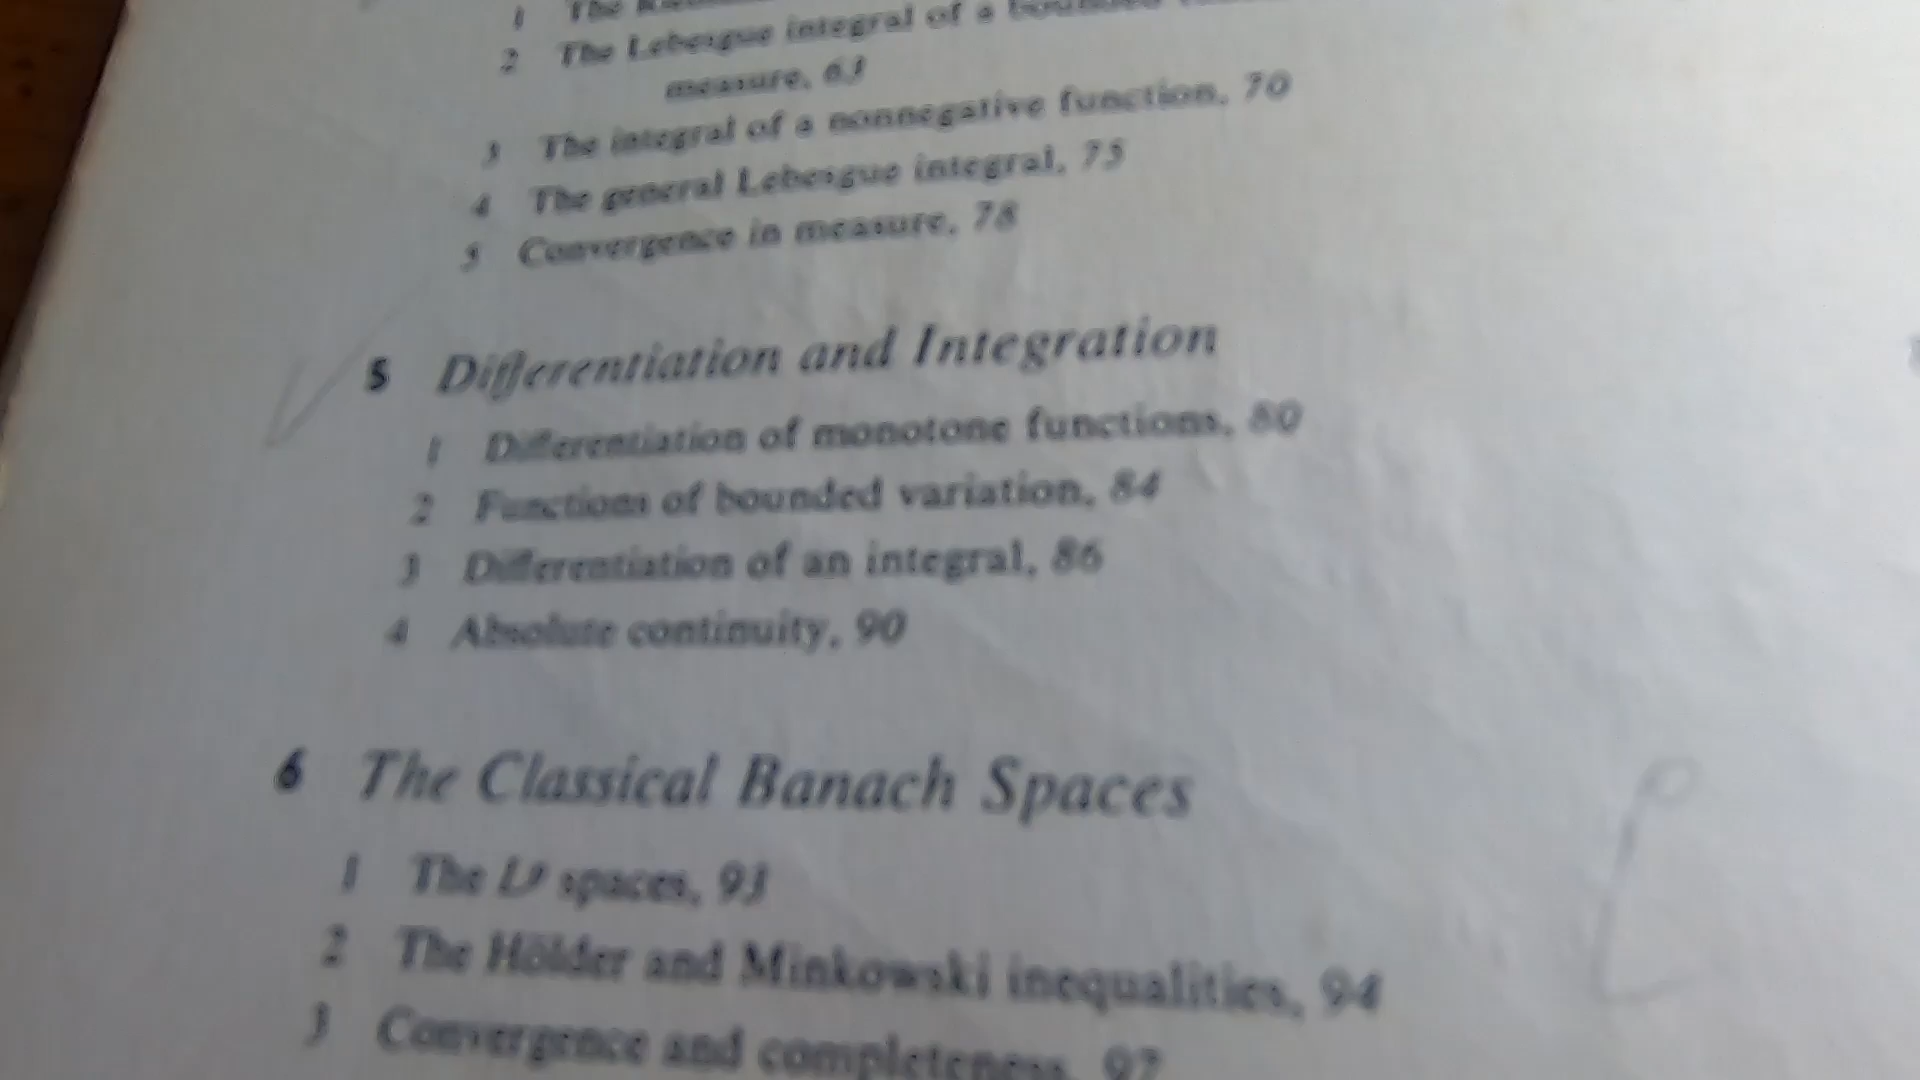 1 The
2 The Lebesgue integral of a bounded
measure, 63
3 The integral of a nonnegative function, 70
4 The general Lebesgue integral, 75
5 Convergence in measure, 78
5 Differentiation and Integration
1 Differentiation of monotone functions, 80
2 Functions of bounded variation, 84
3 Differentiation of an integral, 86
4 Absolute continuity, 90
6 The Classical Banach Spaces
1 The Lᵖ spaces, 93
2 The Hölder and Minkowski inequalities, 94
3 Convergence and completeness, 97